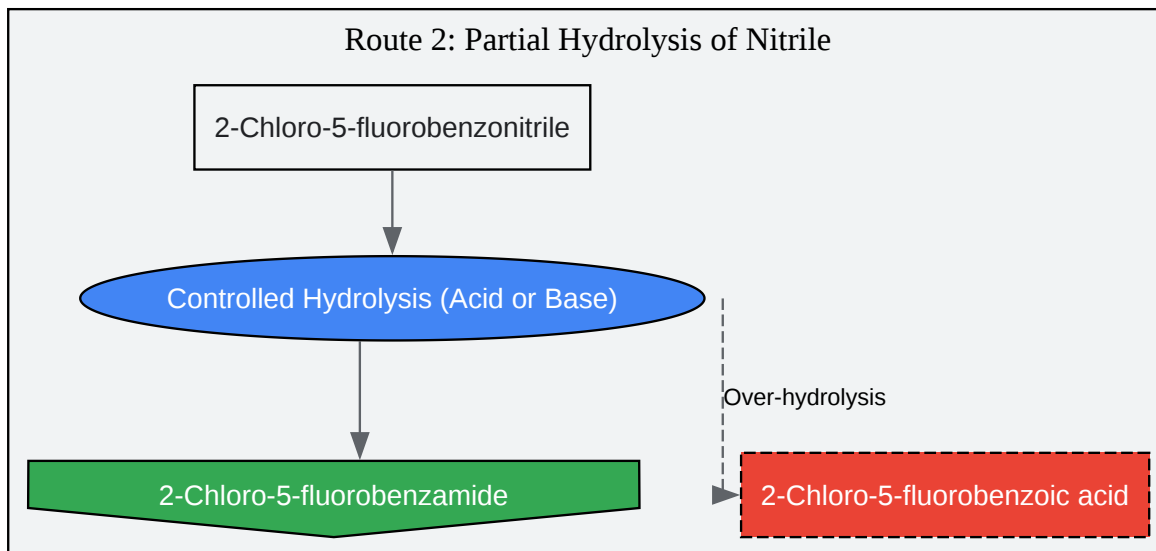 Route 2: Partial Hydrolysis of Nitrile
2-Chloro-5-fluorobenzonitrile
Controlled Hydrolysis (Acid or Base)
Over-hydrolysis
2-Chloro-5-fluorobenzamide
2-Chloro-5-fluorobenzoic acid